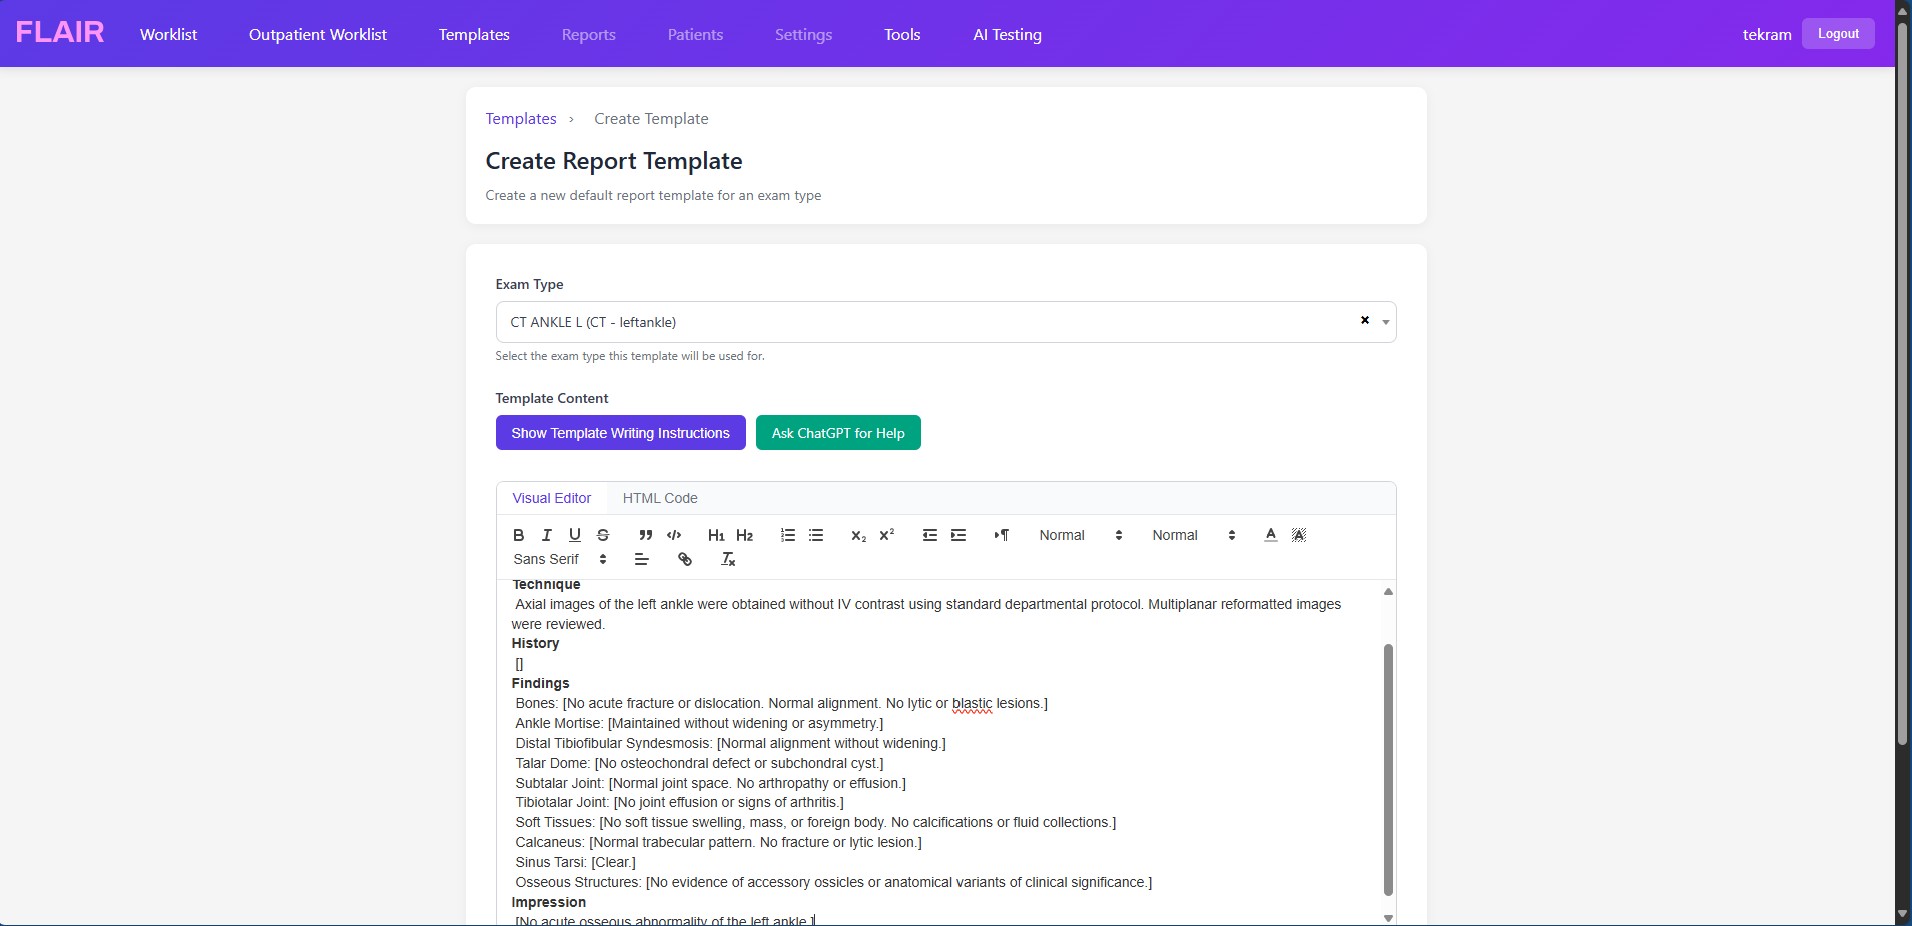 FLAIR
Worklist
Outpatient Worklist
Templates
Reports
Patients
Settings
Tools
AI Testing
tekram
Logout
Templates › Create Template
Create Report Template
Create a new default report template for an exam type
Exam Type
CT ANKLE L (CT - leftankle)
Select the exam type this template will be used for.
Template Content
Show Template Writing Instructions
Ask ChatGPT for Help
Visual Editor
HTML Code
Normal
Normal
Sans Serif
Technique
Axial images of the left ankle were obtained without IV contrast using standard departmental protocol. Multiplanar reformatted images
were reviewed.
History
[]
Findings
Bones: [No acute fracture or dislocation. Normal alignment. No lytic or blastic lesions.]
Ankle Mortise: [Maintained without widening or asymmetry.]
Distal Tibiofibular Syndesmosis: [Normal alignment without widening.]
Talar Dome: [No osteochondral defect or subchondral cyst.]
Subtalar Joint: [Normal joint space. No arthropathy or effusion.]
Tibiotalar Joint: [No joint effusion or signs of arthritis.]
Soft Tissues: [No soft tissue swelling, mass, or foreign body. No calcifications or fluid collections.]
Calcaneus: [Normal trabecular pattern. No fracture or lytic lesion.]
Sinus Tarsi: [Clear.]
Osseous Structures: [No evidence of accessory ossicles or anatomical variants of clinical significance.]
Impression
[No acute osseous abnormality of the left ankle.]